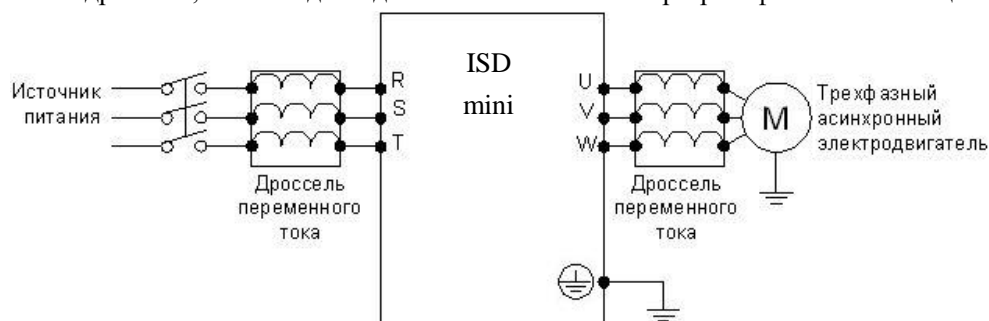 ISD
mini
Источник
питания
R
S
T
U
V
W
Дроссель
переменного
тока
Дроссель
переменного
тока
M
Трехфазный
асинхронный
электродвигатель